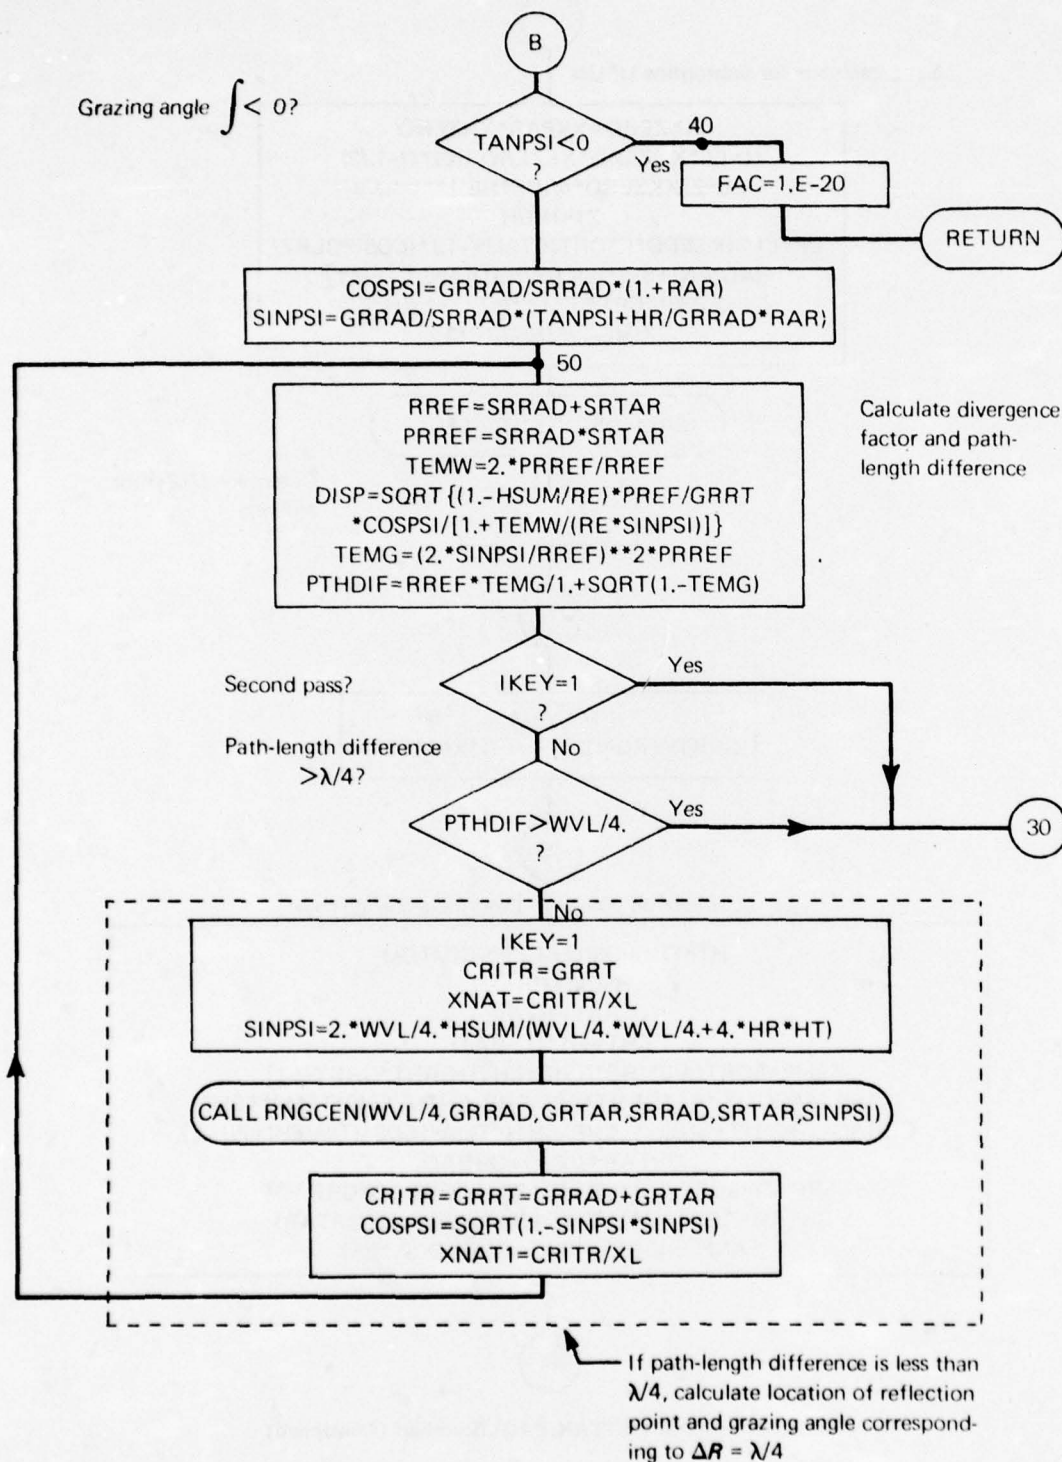 B
Grazing angle ∫ < 0?
TANPSI<0
?
40
Yes
FAC=1.E-20
RETURN
COSPSI=GRRAD/SRRAD*(1.+RAR)
SINPSI=GRRAD/SRRAD*(TANPSI+HR/GRRAD*RAR)
50
RREF=SRRAD+SRTAR
PRREF=SRRAD*SRTAR
TEMW=2.*PRREF/RREF
DISP=SQRT{(1.-HSUM/RE)*PREF/GRRT
*COSPSI/[1.+TEMW/(RE*SINPSI)]}
TEMG=(2.*SINPSI/RREF)**2*PRREF
PTHDIF=RREF*TEMG/1.+SQRT(1.-TEMG)
Calculate divergence
factor and path-
length difference
Second pass?
IKEY=1
?
Yes
No
Path-length difference
>λ/4?
PTHDIF>WVL/4.
?
Yes
30
No
IKEY=1
CRITR=GRRT
XNAT=CRITR/XL
SINPSI=2.*WVL/4.*HSUM/(WVL/4.*WVL/4.+4.*HR*HT)
CALL RNGCEN(WVL/4,GRRAD,GRTAR,SRRAD,SRTAR,SINPSI)
CRITR=GRRT=GRRAD+GRTAR
COSPSI=SQRT(1.-SINPSI*SINPSI)
XNAT1=CRITR/XL
If path-length difference is less than
λ/4, calculate location of reflection
point and grazing angle correspond-
ing to ΔR = λ/4